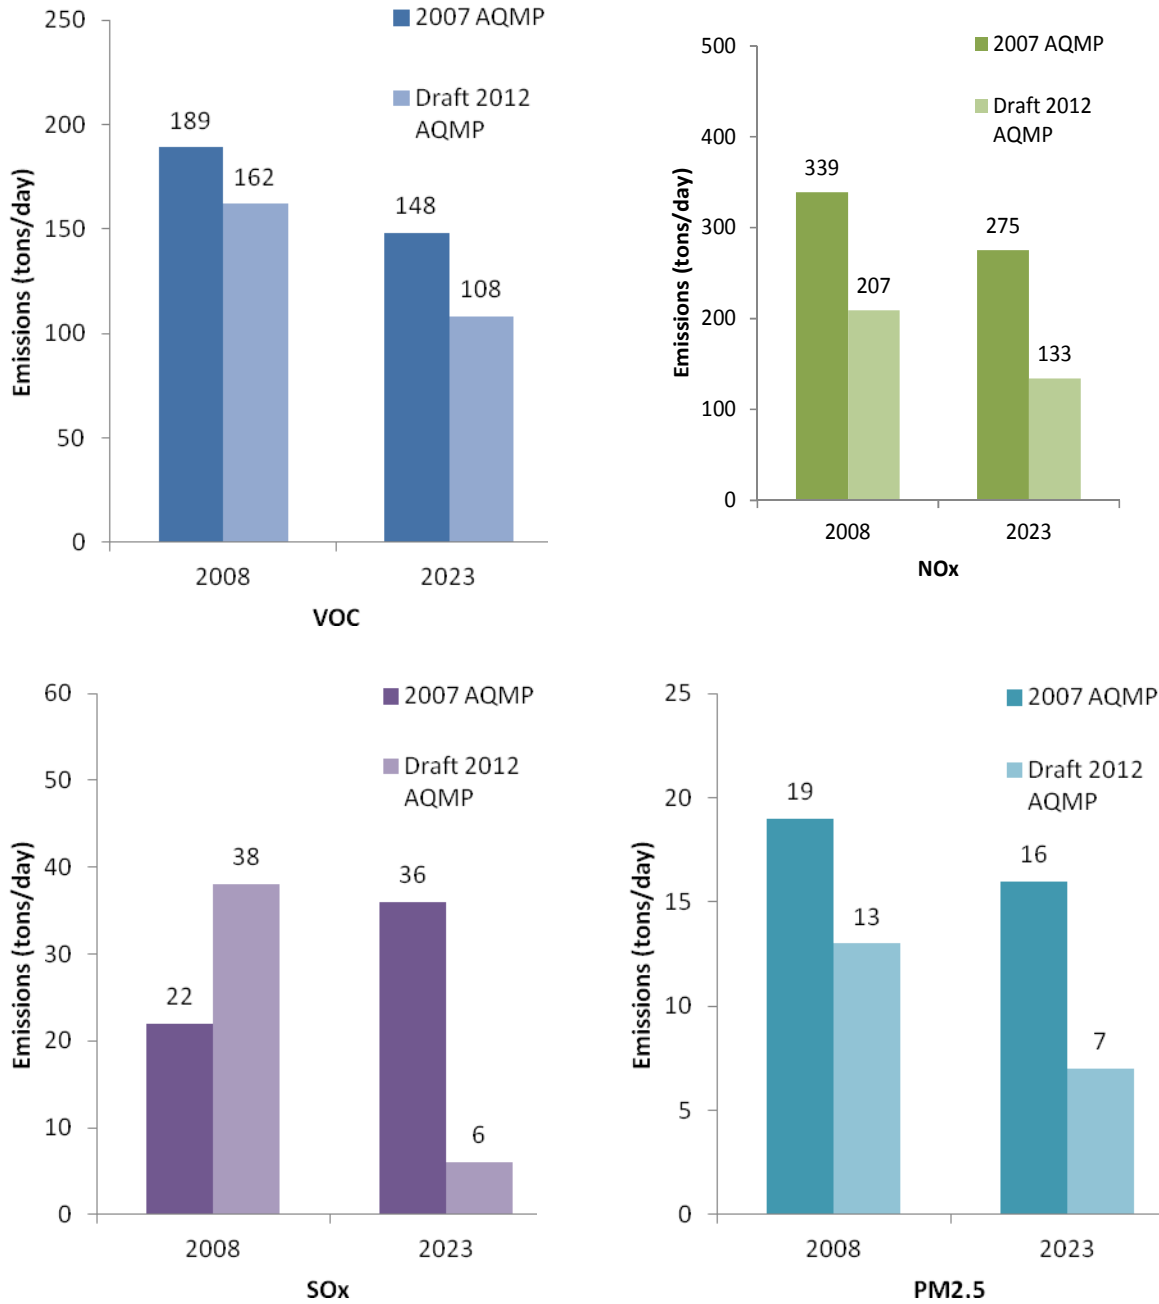 250
200
150
100
50
0
Emissions (tons/day)
2007 AQMP
Draft 2012
AQMP
189
162
148
108
2008
2023
VOC
500
400
300
200
100
0
Emissions (tons/day)
2007 AQMP
Draft 2012
AQMP
339
207
275
133
2008
2023
NOx
60
50
40
30
20
10
0
Emissions (tons/day)
2007 AQMP
Draft 2012
AQMP
22
38
36
6
2008
2023
SOx
25
20
15
10
5
0
Emissions (tons/day)
2007 AQMP
Draft 2012
AQMP
19
13
16
7
2008
2023
PM2.5